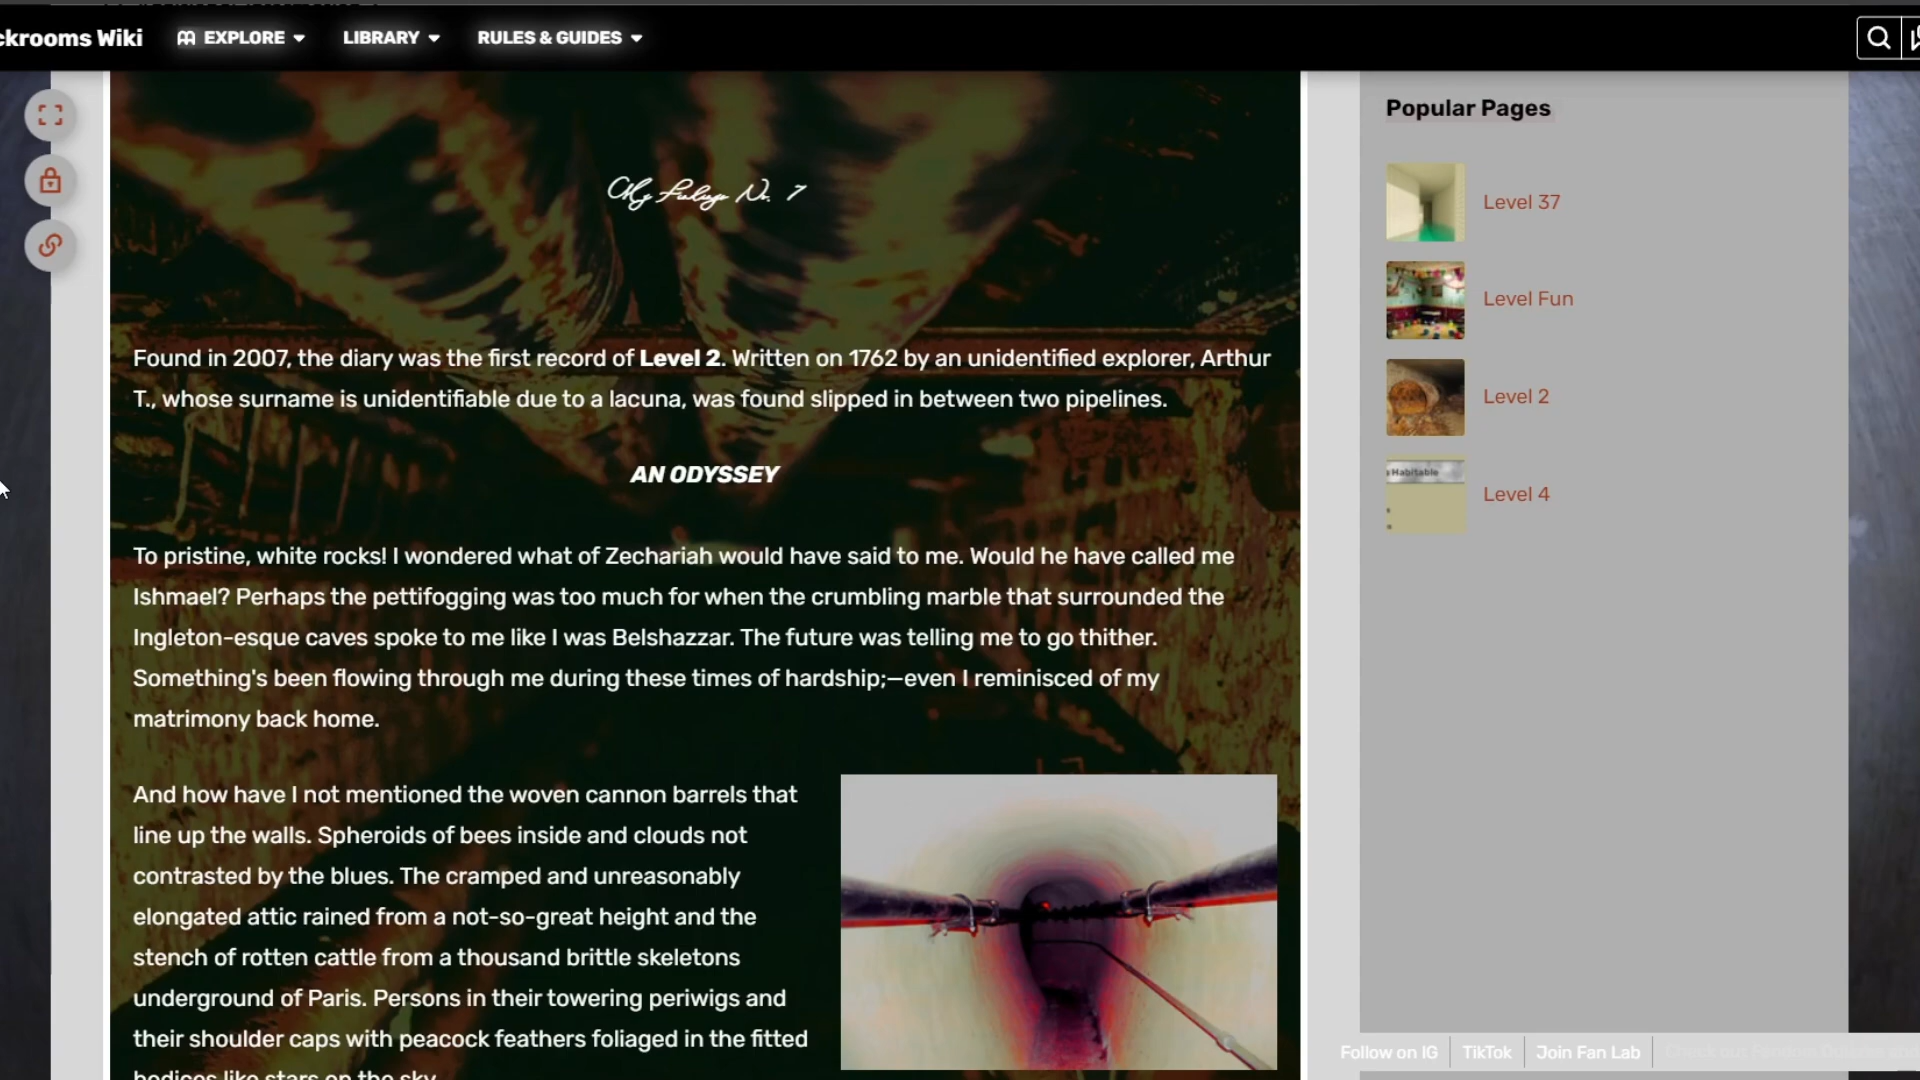 ckrooms Wiki
EXPLORE
LIBRARY
RULES & GUIDES
My No. 7
Found in 2007, the diary was the first record of Level 2. Written on 1762 by an unidentified explorer, Arthur
T., whose surname is unidentifiable due to a lacuna, was found slipped in between two pipelines.
AN ODYSSEY
To pristine, white rocks! I wondered what of Zechariah would have said to me. Would he have called me
Ishmael? Perhaps the pettifogging was too much for when the crumbling marble that surrounded the
Ingleton-esque caves spoke to me like I was Belshazzar. The future was telling me to go thither.
Something's been flowing through me during these times of hardship;—even I reminisced of my
matrimony back home.
And how have I not mentioned the woven cannon barrels that
line up the walls. Spheroids of bees inside and clouds not
contrasted by the blues. The cramped and unreasonably
elongated attic rained from a not-so-great height and the
stench of rotten cattle from a thousand brittle skeletons
underground of Paris. Persons in their towering periwigs and
their shoulder caps with peacock feathers foliaged in the fitted
bodices like stars on the sky.
Popular Pages
Level 37
Level Fun
Level 2
Habitable
Level 4
Follow on IG
TikTok
Join Fan Lab